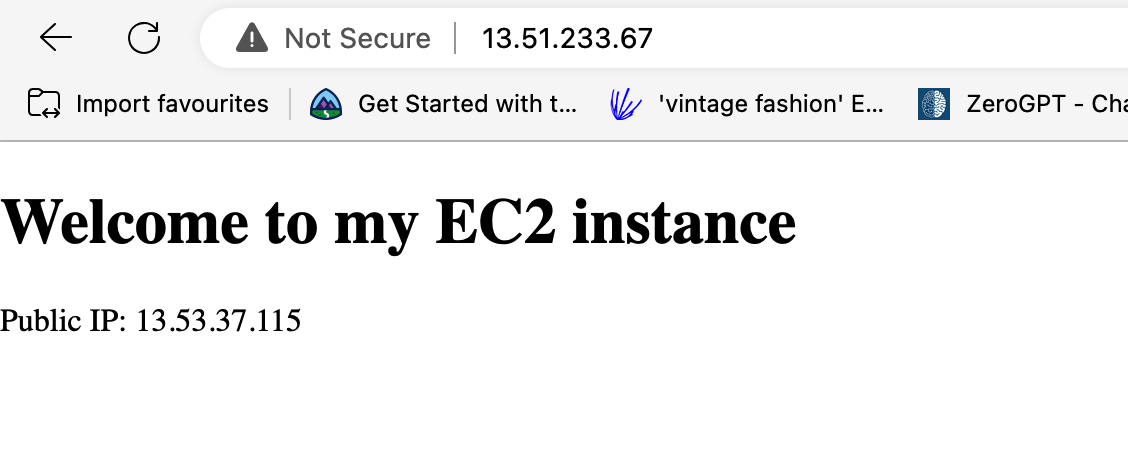 Not Secure 13.51.233.67
Import favourites Get Started with t... 'vintage fashion' E... ZeroGPT - Cha
Welcome to my EC2 instance
Public IP: 13.53.37.115